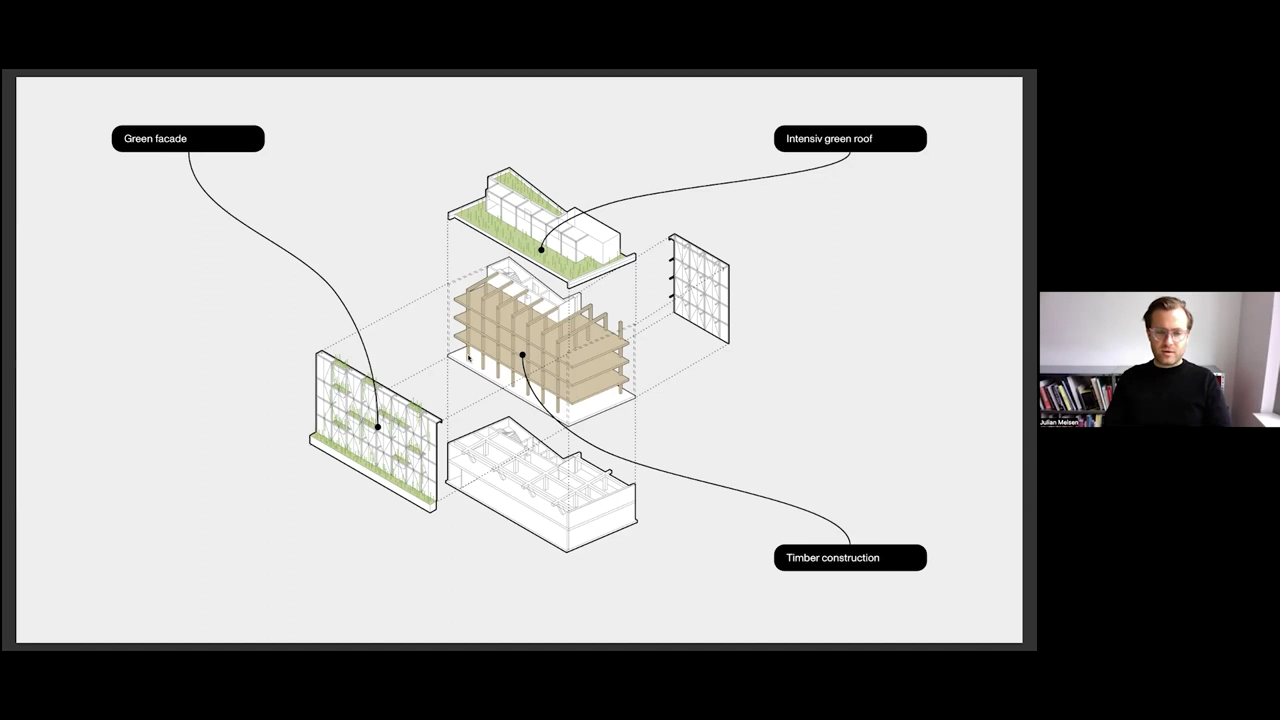 Green facade
Intensiv green roof
Julian Meisen
Timber construction